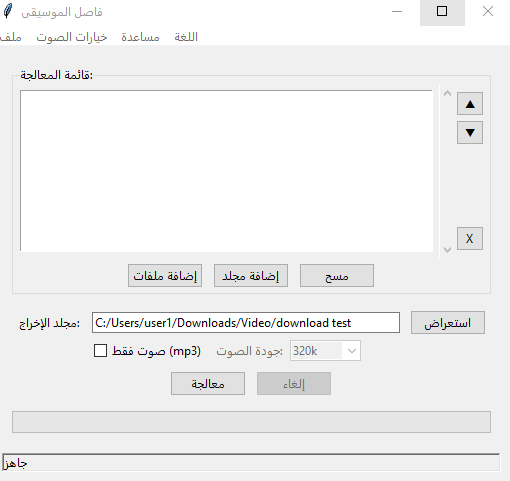 فاصل الموسيقى
ملف خيارات الصوت مساعدة اللغة
قائمة المعالجة:
▲
▼
X
إضافة ملفات إضافة مجلد مسح
مجلد الإخراج: C:/Users/user1/Downloads/Video/download test استعراض
صوت فقط (mp3) جودة الصوت: 320k
معالجة إلغاء
جاهز